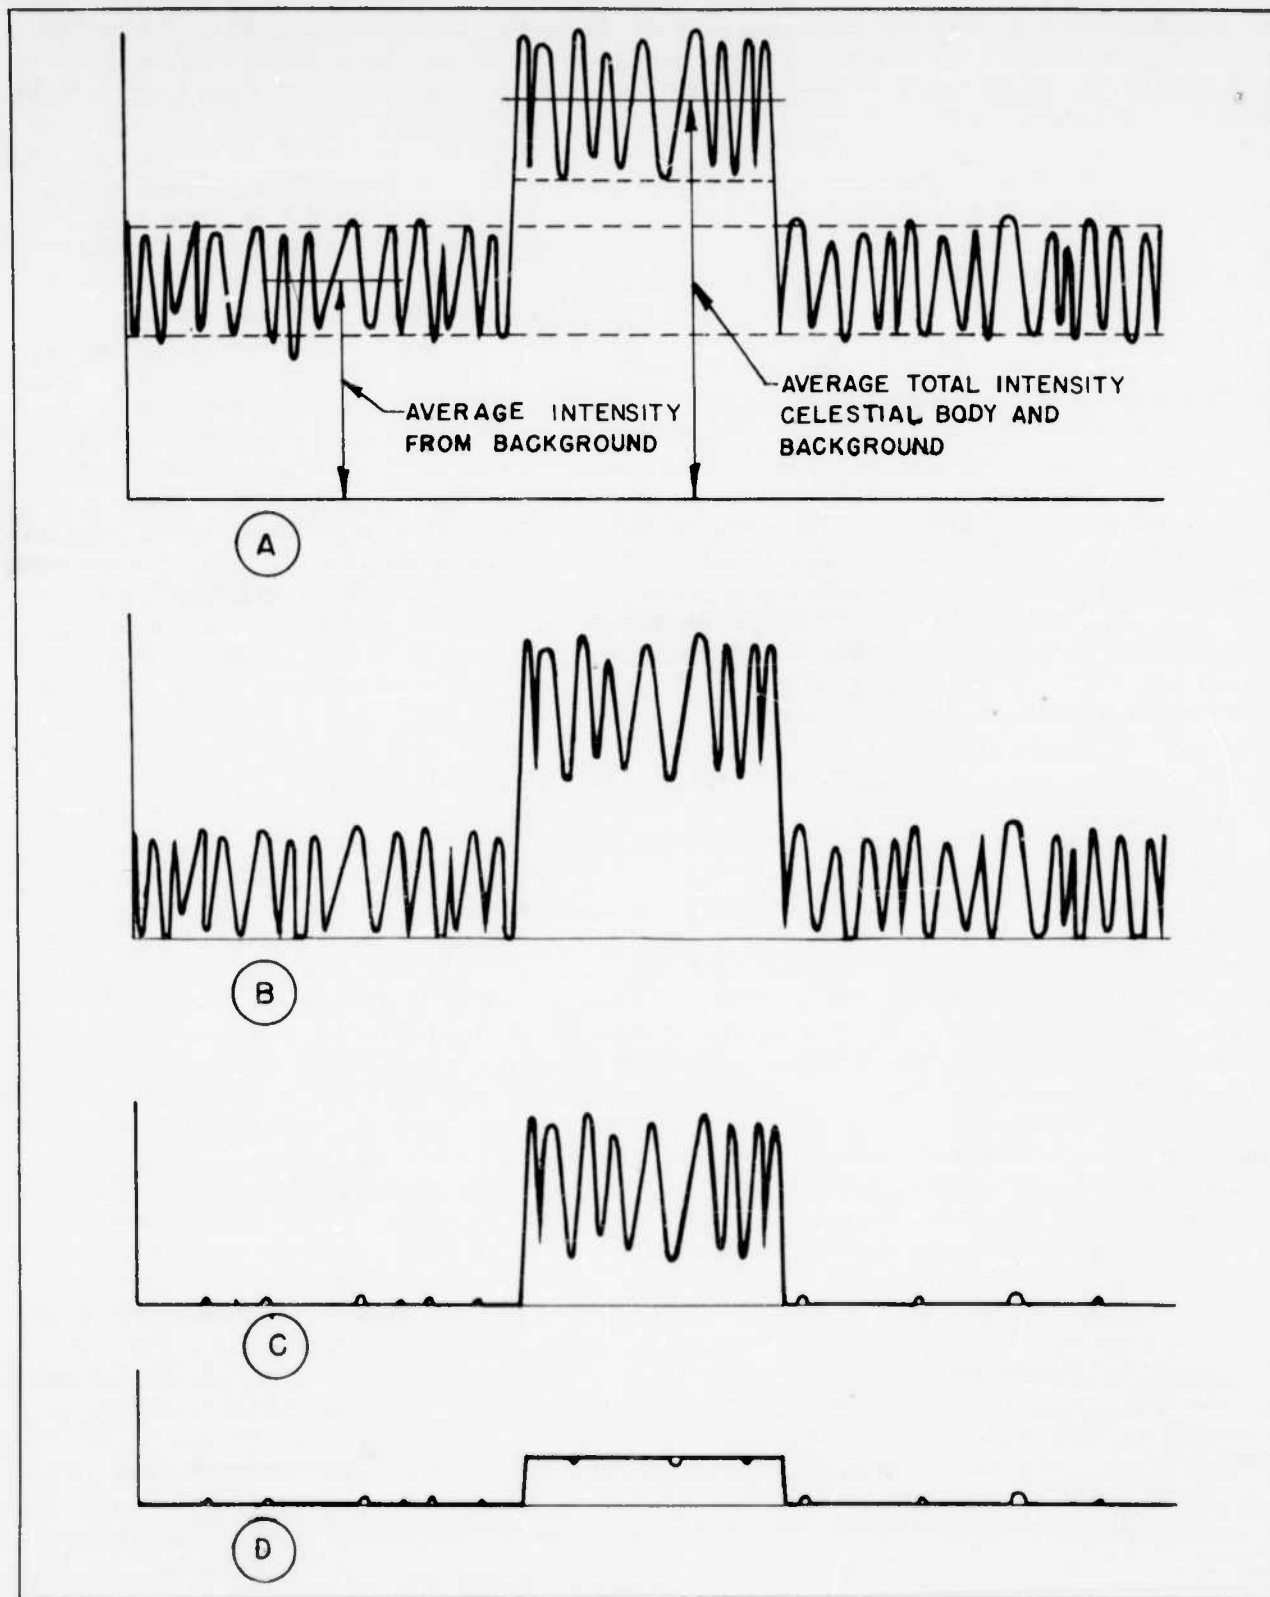 AVERAGE INTENSITY
FROM BACKGROUND
AVERAGE TOTAL INTENSITY
CELESTIAL BODY AND
BACKGROUND
A
B
C
D